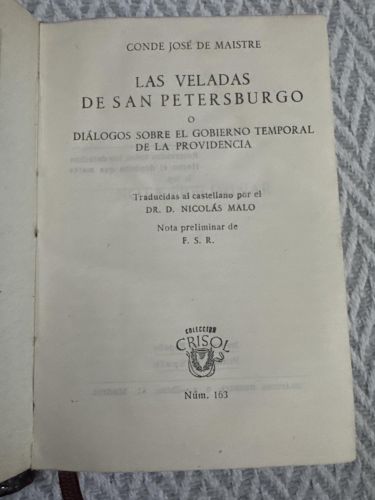 CONDE JOSÉ DE MAISTRE
LAS VELADAS
DE SAN PETERSBURGO
O
DIÁLOGOS SOBRE EL GOBIERNO TEMPORAL
DE LA PROVIDENCIA
Traducidas al castellano por el
DR. D. NICOLÁS MALO
Nota preliminar de
F. S. R.
COLECCION
CRISOL
Núm. 163